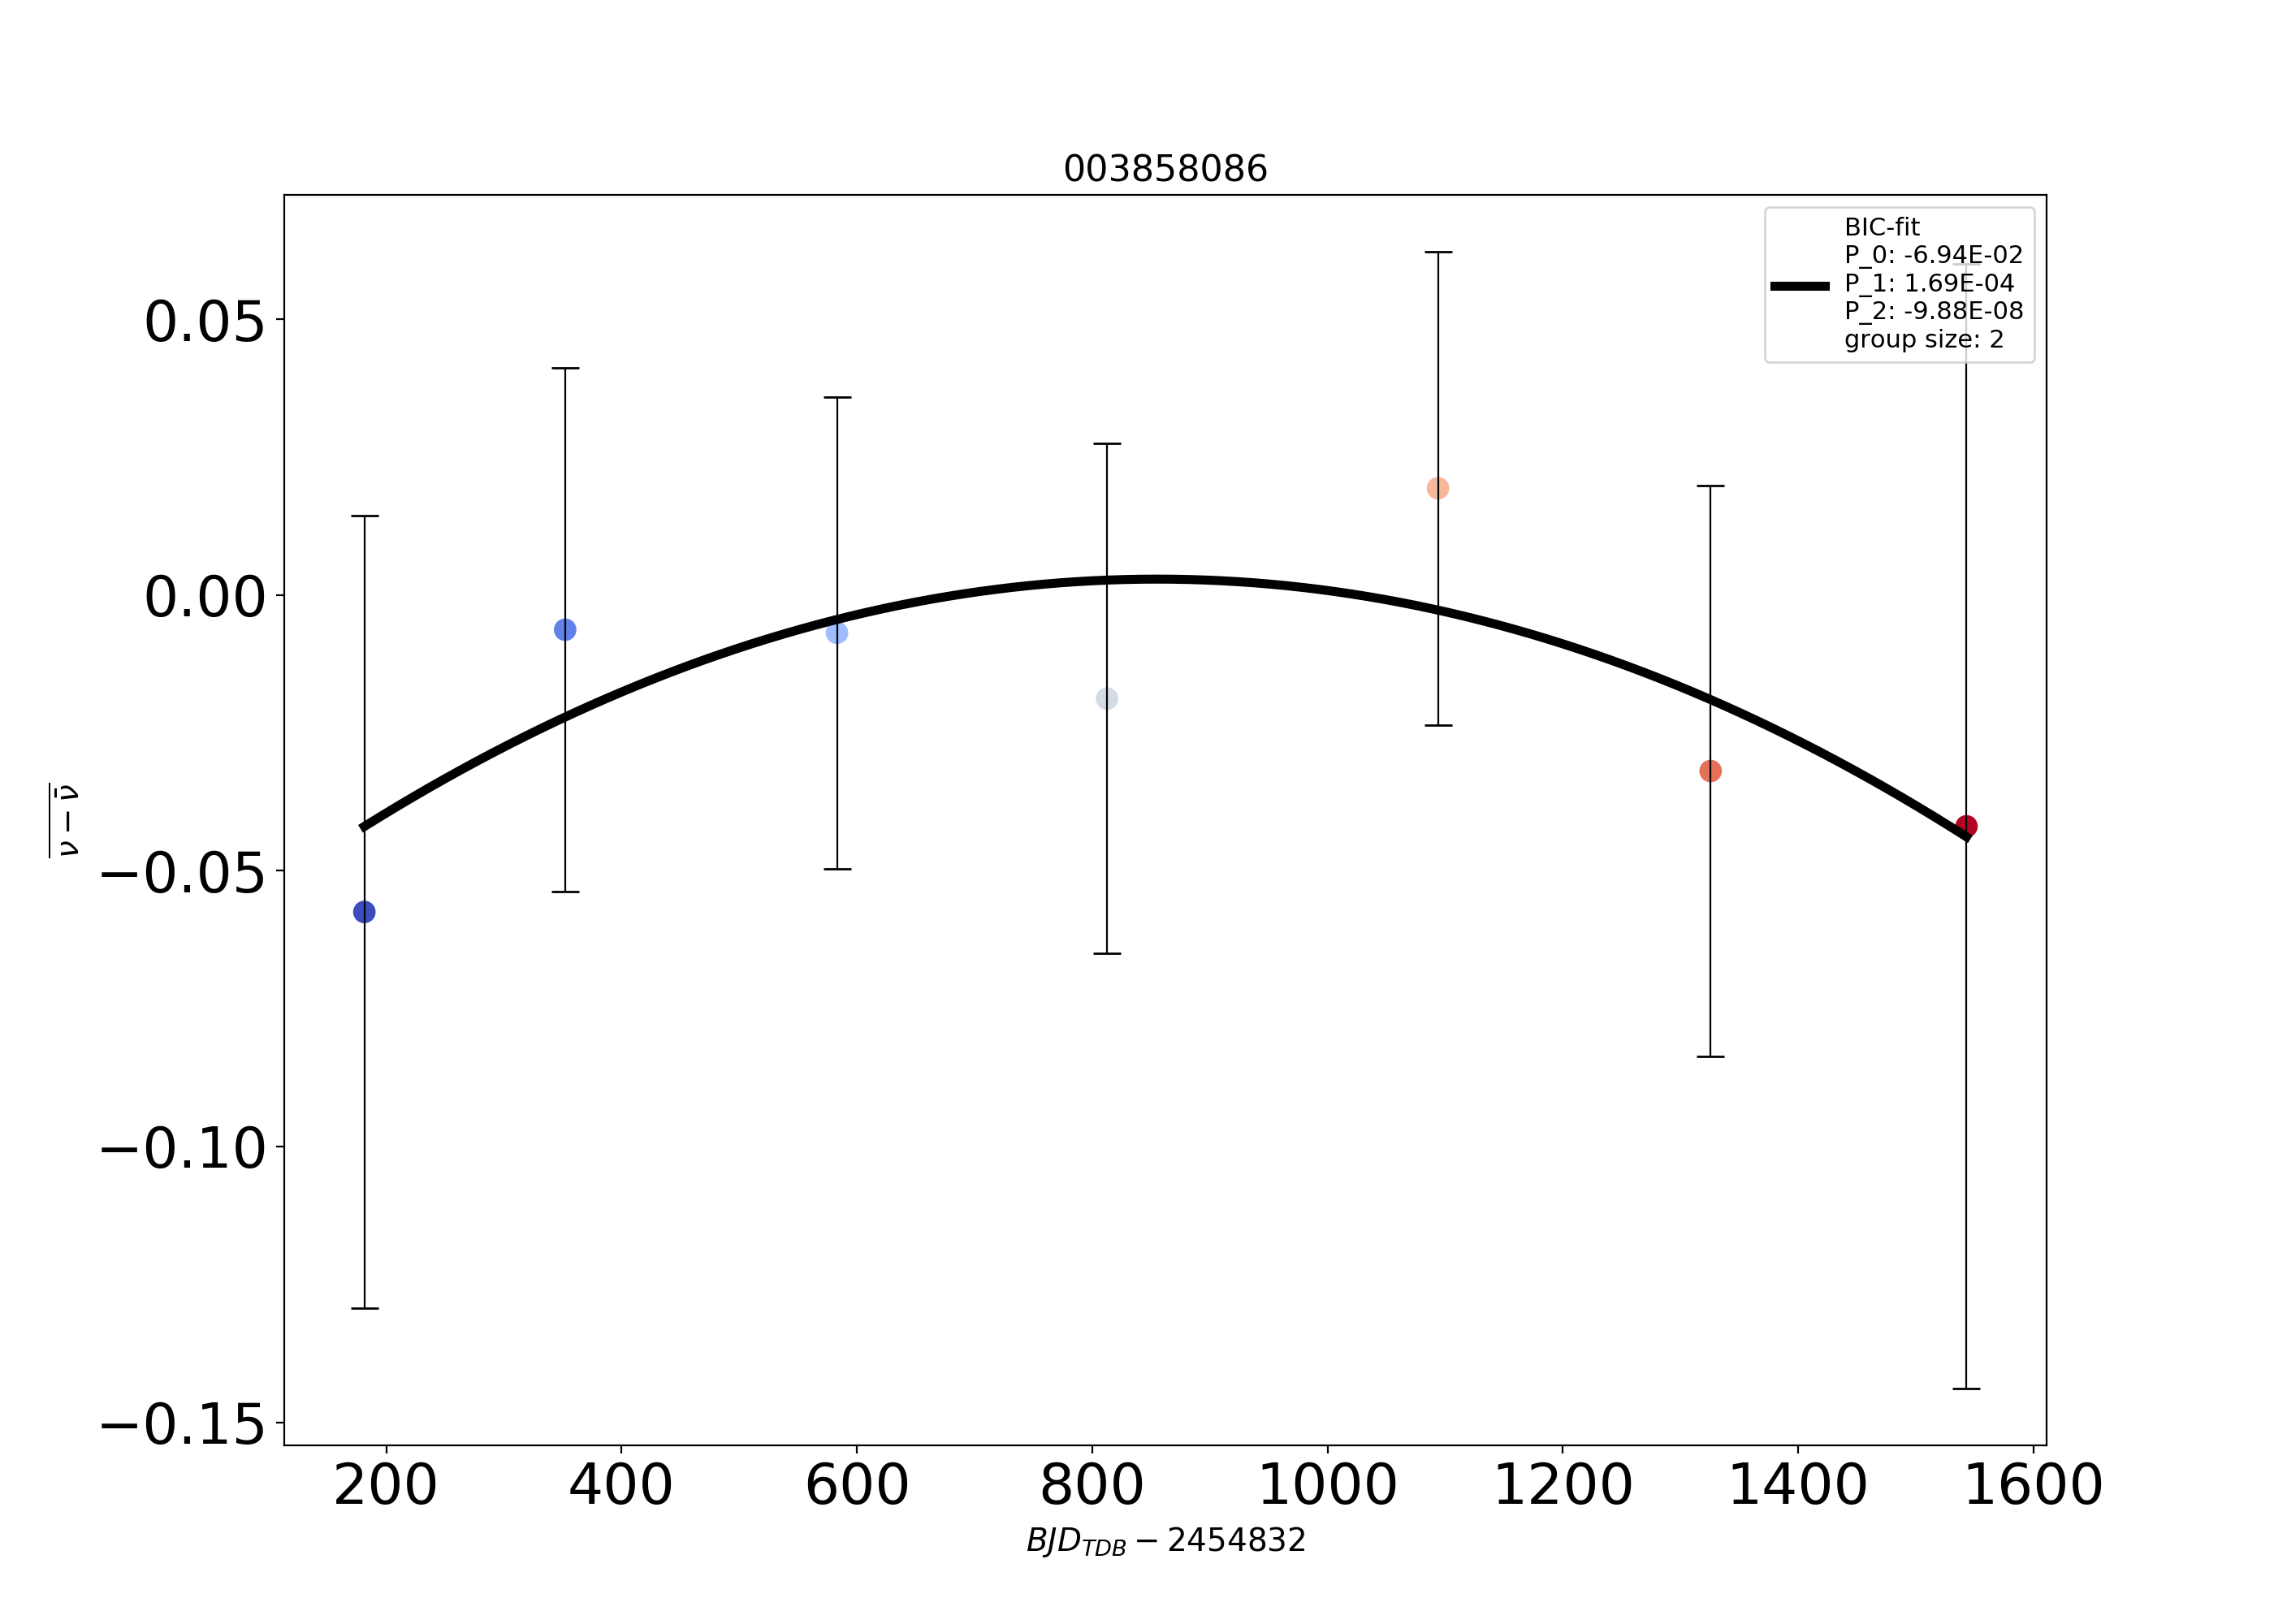 003858086
BIC-fit
P_0: -6.94E-02
P_1: 1.69E-04
P_2: -9.88E-08
group size: 2
0.05
0.00
−0.05
−0.10
−0.15
ν − ν̄
200 400 600 800 1000 1200 1400 1600
BJD_TDB − 2454832